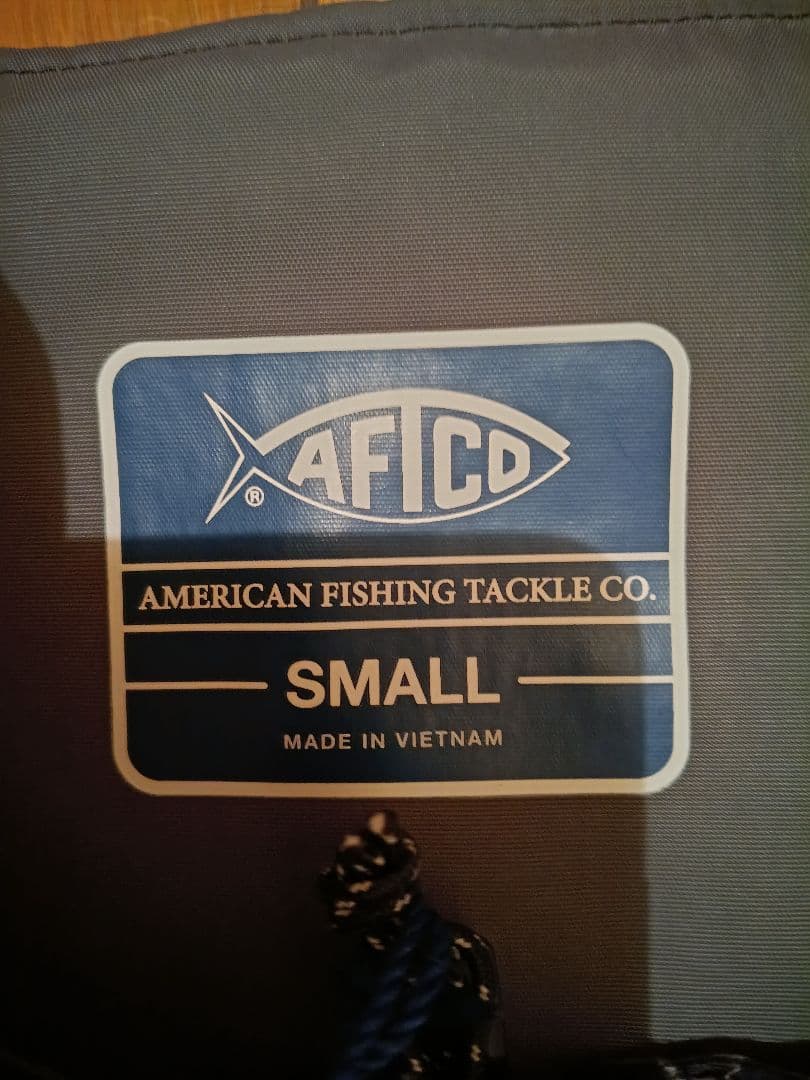 AFTCO
®
AMERICAN FISHING TACKLE CO.
SMALL
MADE IN VIETNAM